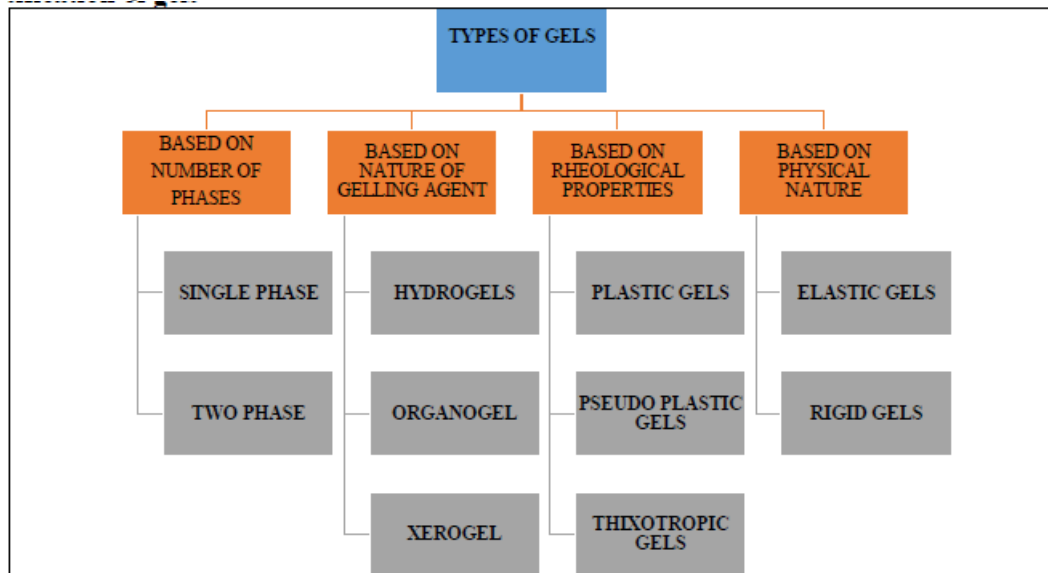 TYPES OF GELS
BASED ON
NUMBER OF
PHASES
SINGLE PHASE
TWO PHASE
BASED ON
NATURE OF
GELLING AGENT
HYDROGELS
ORGANOGEL
XEROGEL
BASED ON
RHEOLOGICAL
PROPERTIES
PLASTIC GELS
PSEUDO PLASTIC
GELS
THIXOTROPIC
GELS
BASED ON
PHYSICAL
NATURE
ELASTIC GELS
RIGID GELS